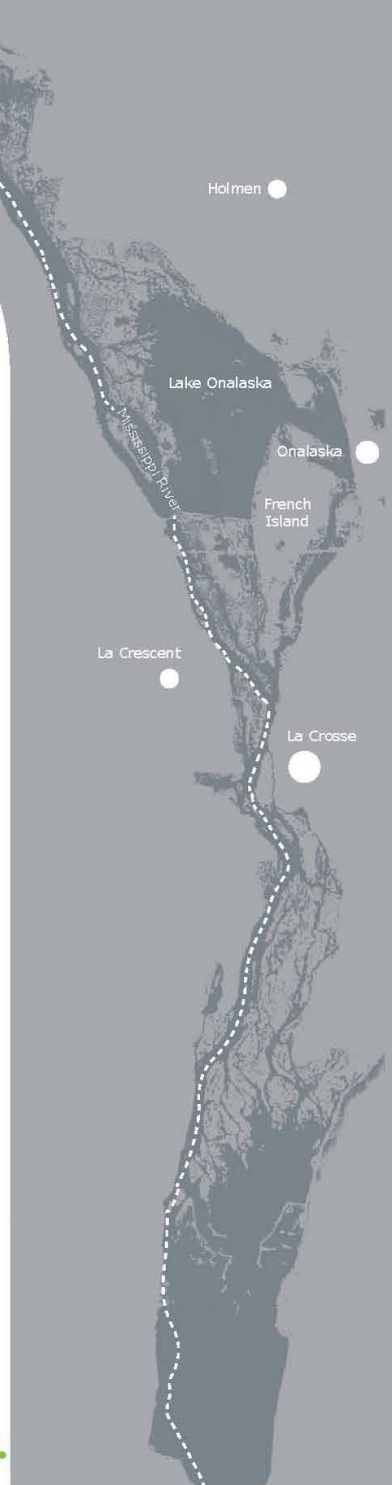 Holmen
Lake Onalaska
Mississippi River
Onalaska
French
Island
La Crescent
La Crosse